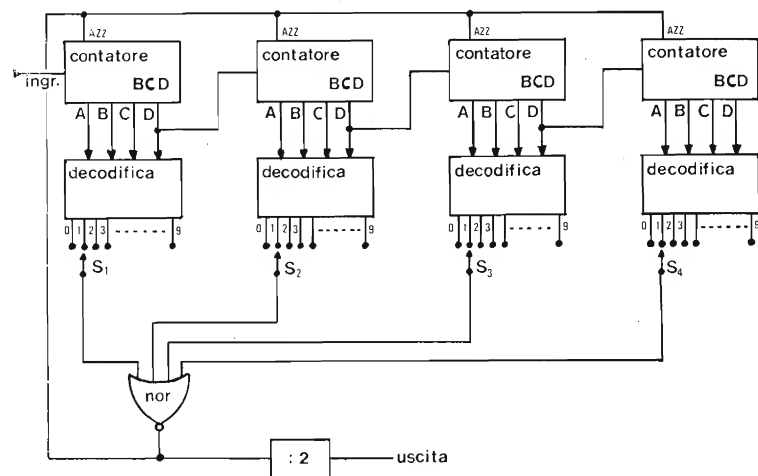 AZZ AZZ AZZ AZZ
contatore contatore contatore contatore
ingr. BCD BCD BCD BCD
A B C D A B C D A B C D A B C D
decodifica decodifica decodifica decodifica
0 1 2 3 ------ 9 0 1 2 3 ------ 9 0 1 2 3 ------ 9 0 1 2 3 ------ 9
S1 S2 S3 S4
nor
: 2 uscita